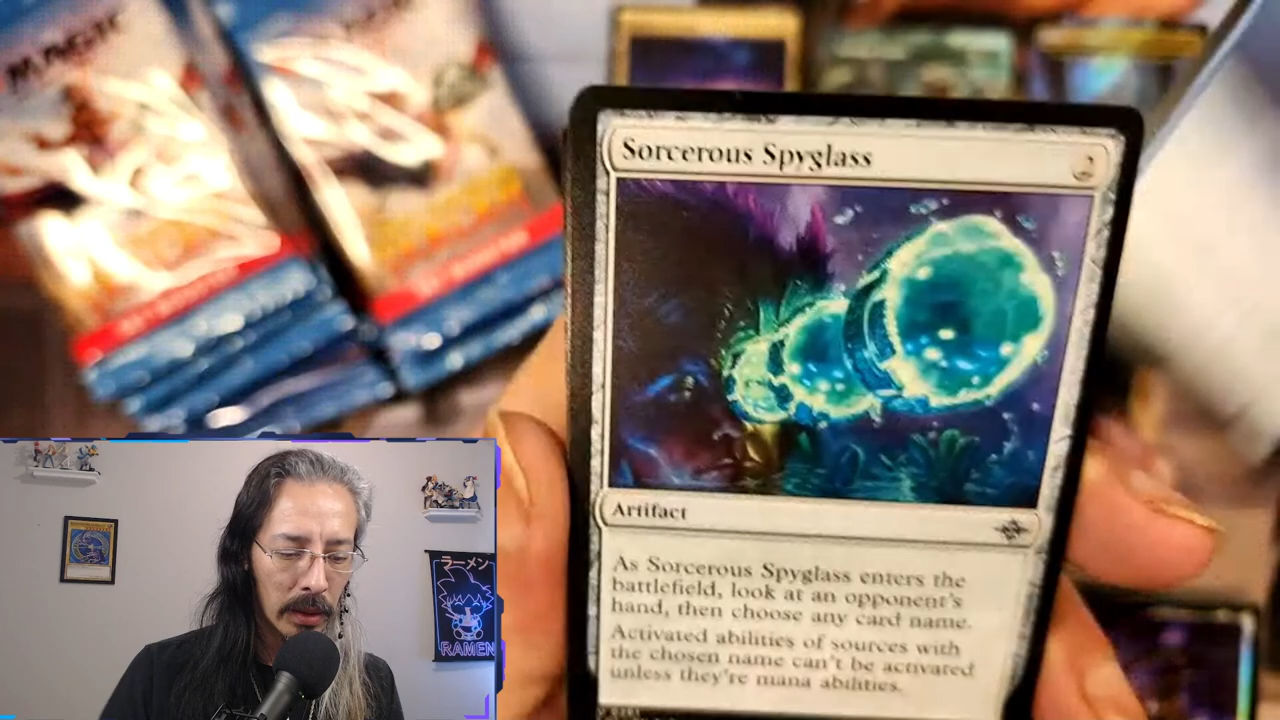 MAGIC
Sorcerous Spyglass
2
Artifact
As Sorcerous Spyglass enters the
battlefield, look at an opponent's
hand, then choose any card name.
Activated abilities of sources with
the chosen name can't be activated
unless they're mana abilities.
ラーメン
RAMEN